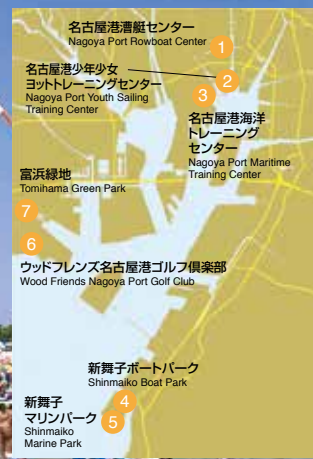 名古屋港漕艇センター
Nagoya Port Rowboat Center
1
名古屋港少年少女
ヨットトレーニングセンター
Nagoya Port Youth Sailing
Training Center
2
3
名古屋港海洋
トレーニング
センター
Nagoya Port Maritime
Training Center
富浜緑地
Tomihama Green Park
7
6
ウッドフレンズ名古屋港ゴルフ倶楽部
Wood Friends Nagoya Port Golf Club
新舞子ボートパーク
Shinmaiko Boat Park
4
新舞子
マリンパーク
Shinmaiko
Marine Park
5